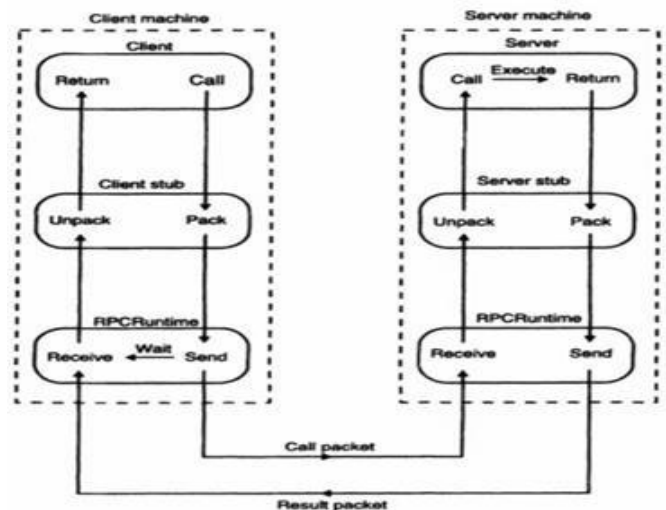 Client machine
Client
Return Call
Client stub
Unpack Pack
RPCRuntime
Receive Wait Send
Server machine
Server
Call Execute Return
Server stub
Unpack Pack
RPCRuntime
Receive Send
Call packet
Result packet